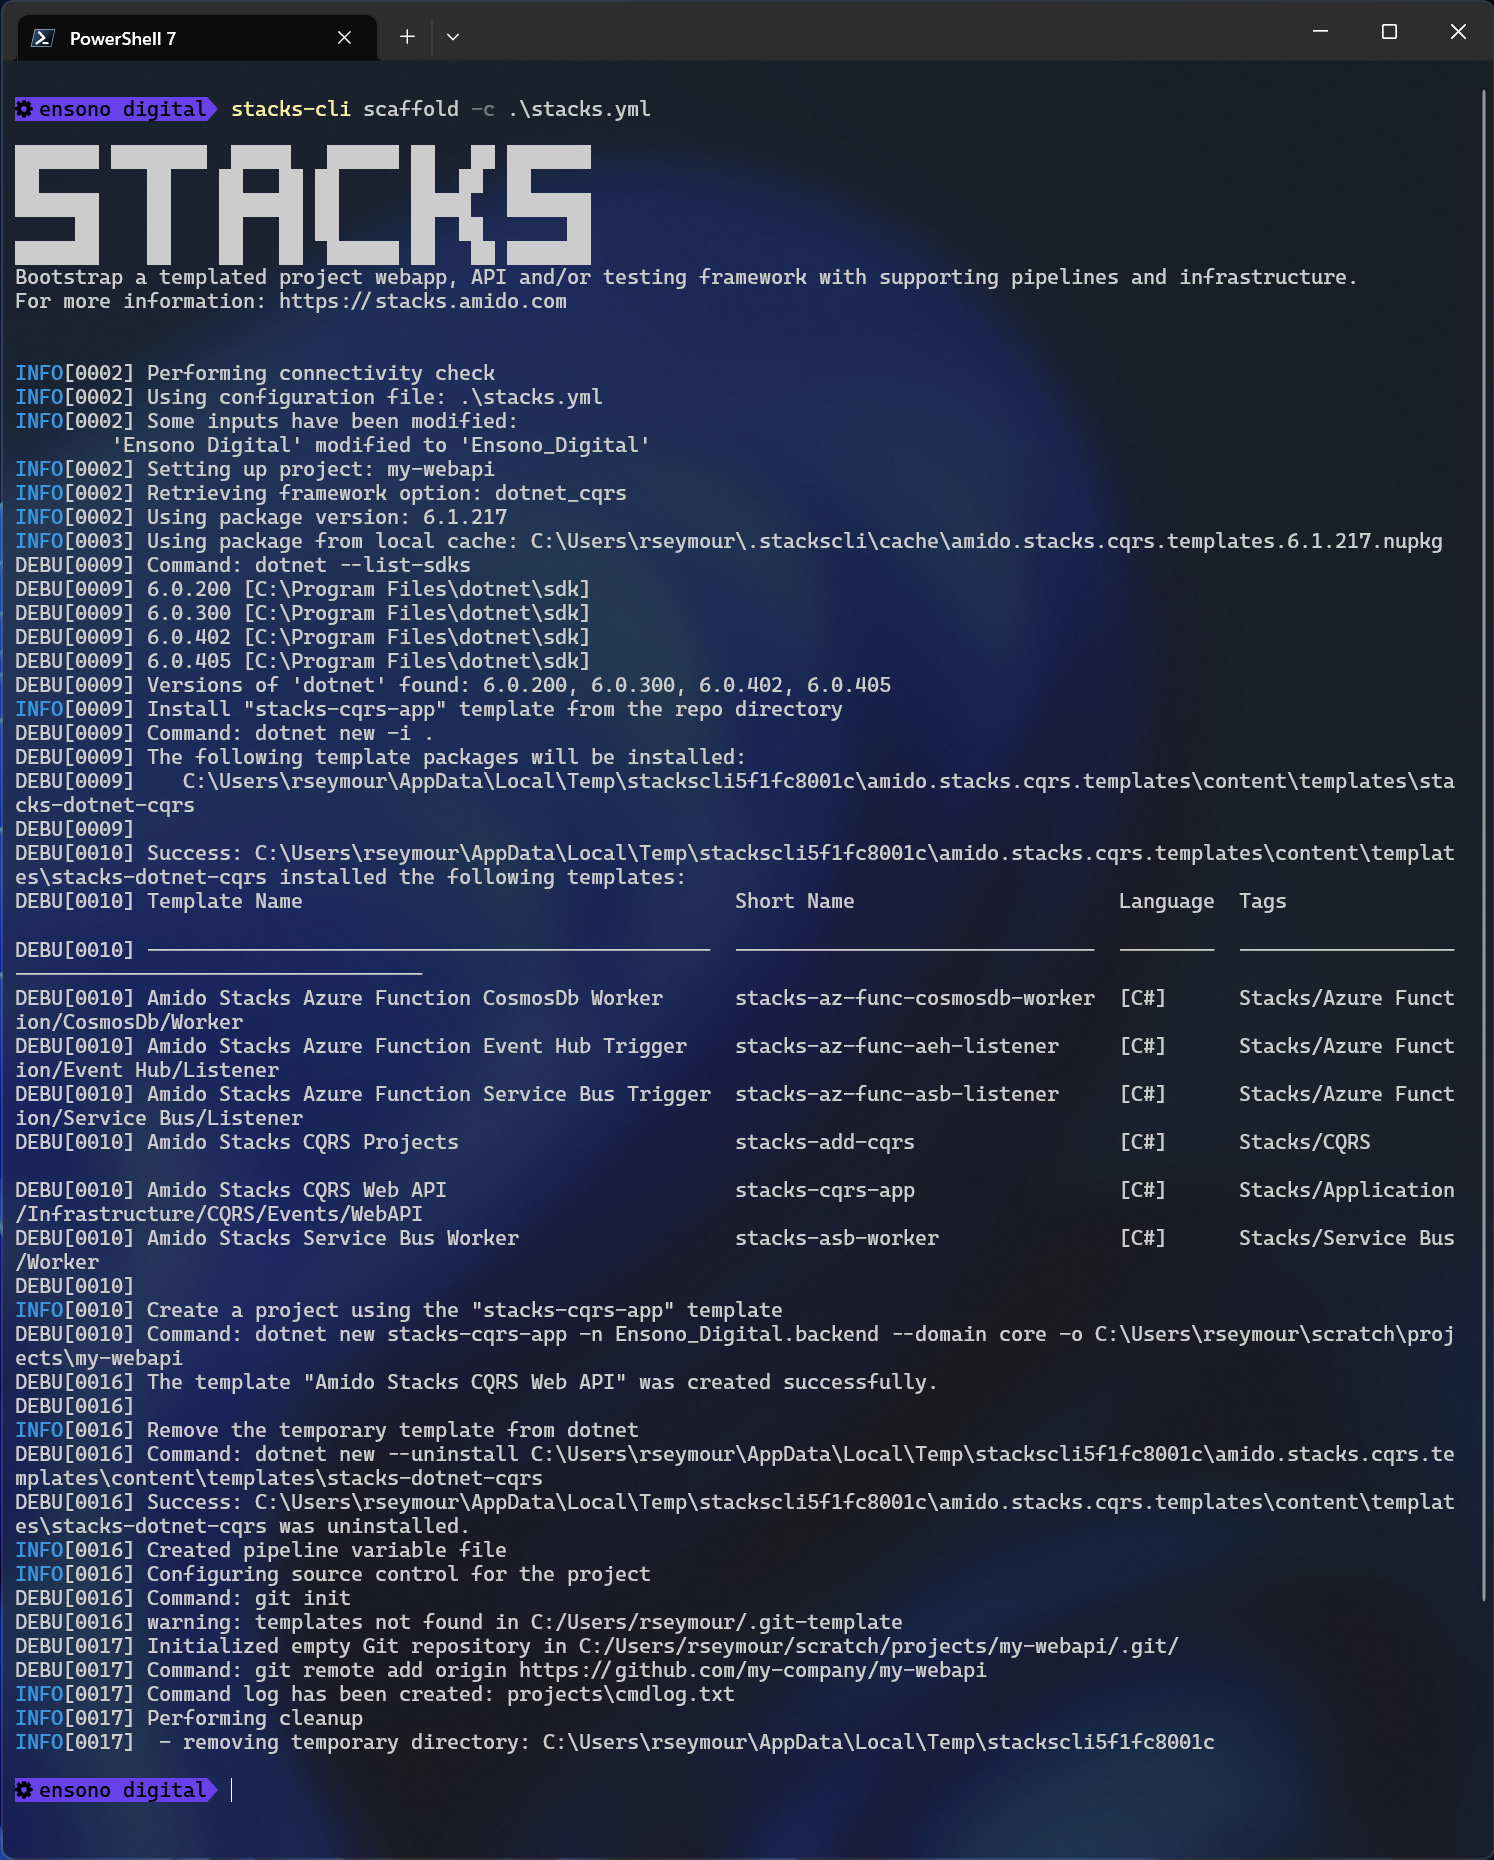 PowerShell 7
ensono digital stacks-cli scaffold -c .\stacks.yml
STACKS
Bootstrap a templated project webapp, API and/or testing framework with supporting pipelines and infrastructure.
For more information: https://stacks.amido.com
INFO[0002] Performing connectivity check
INFO[0002] Using configuration file: .\stacks.yml
INFO[0002] Some inputs have been modified:
'Ensono Digital' modified to 'Ensono_Digital'
INFO[0002] Setting up project: my-webapi
INFO[0002] Retrieving framework option: dotnet_cqrs
INFO[0002] Using package version: 6.1.217
INFO[0003] Using package from local cache: C:\Users\rseymour\.stackscli\cache\amido.stacks.cqrs.templates.6.1.217.nupkg
DEBU[0009] Command: dotnet --list-sdks
DEBU[0009] 6.0.200 [C:\Program Files\dotnet\sdk]
DEBU[0009] 6.0.300 [C:\Program Files\dotnet\sdk]
DEBU[0009] 6.0.402 [C:\Program Files\dotnet\sdk]
DEBU[0009] 6.0.405 [C:\Program Files\dotnet\sdk]
DEBU[0009] Versions of 'dotnet' found: 6.0.200, 6.0.300, 6.0.402, 6.0.405
INFO[0009] Install "stacks-cqrs-app" template from the repo directory
DEBU[0009] Command: dotnet new -i .
DEBU[0009] The following template packages will be installed:
DEBU[0009]    C:\Users\rseymour\AppData\Local\Temp\stackscli5f1fc8001c\amido.stacks.cqrs.templates\content\templates\sta
cks-dotnet-cqrs
DEBU[0009]
DEBU[0010] Success: C:\Users\rseymour\AppData\Local\Temp\stackscli5f1fc8001c\amido.stacks.cqrs.templates\content\templat
es\stacks-dotnet-cqrs installed the following templates:
DEBU[0010] Template Name                                    Short Name                      Language  Tags
DEBU[0010] -----------------------------------------------  ------------------------------  --------  ------------------
----------------------------------
DEBU[0010] Amido Stacks Azure Function CosmosDb Worker      stacks-az-func-cosmosdb-worker  [C#]      Stacks/Azure Funct
ion/CosmosDb/Worker
DEBU[0010] Amido Stacks Azure Function Event Hub Trigger    stacks-az-func-aeh-listener     [C#]      Stacks/Azure Funct
ion/Event Hub/Listener
DEBU[0010] Amido Stacks Azure Function Service Bus Trigger  stacks-az-func-asb-listener     [C#]      Stacks/Azure Funct
ion/Service Bus/Listener
DEBU[0010] Amido Stacks CQRS Projects                       stacks-add-cqrs                 [C#]      Stacks/CQRS
DEBU[0010] Amido Stacks CQRS Web API                        stacks-cqrs-app                 [C#]      Stacks/Application
/Infrastructure/CQRS/Events/WebAPI
DEBU[0010] Amido Stacks Service Bus Worker                  stacks-asb-worker               [C#]      Stacks/Service Bus
/Worker
DEBU[0010]
INFO[0010] Create a project using the "stacks-cqrs-app" template
DEBU[0010] Command: dotnet new stacks-cqrs-app -n Ensono_Digital.backend --domain core -o C:\Users\rseymour\scratch\proj
ects\my-webapi
DEBU[0016] The template "Amido Stacks CQRS Web API" was created successfully.
DEBU[0016]
INFO[0016] Remove the temporary template from dotnet
DEBU[0016] Command: dotnet new --uninstall C:\Users\rseymour\AppData\Local\Temp\stackscli5f1fc8001c\amido.stacks.cqrs.te
mplates\content\templates\stacks-dotnet-cqrs
DEBU[0016] Success: C:\Users\rseymour\AppData\Local\Temp\stackscli5f1fc8001c\amido.stacks.cqrs.templates\content\templat
es\stacks-dotnet-cqrs was uninstalled.
INFO[0016] Created pipeline variable file
INFO[0016] Configuring source control for the project
DEBU[0016] Command: git init
DEBU[0016] warning: templates not found in C:/Users/rseymour/.git-template
DEBU[0017] Initialized empty Git repository in C:/Users/rseymour/scratch/projects/my-webapi/.git/
DEBU[0017] Command: git remote add origin https://github.com/my-company/my-webapi
INFO[0017] Command log has been created: projects\cmdlog.txt
INFO[0017] Performing cleanup
INFO[0017]  - removing temporary directory: C:\Users\rseymour\AppData\Local\Temp\stackscli5f1fc8001c
ensono digital